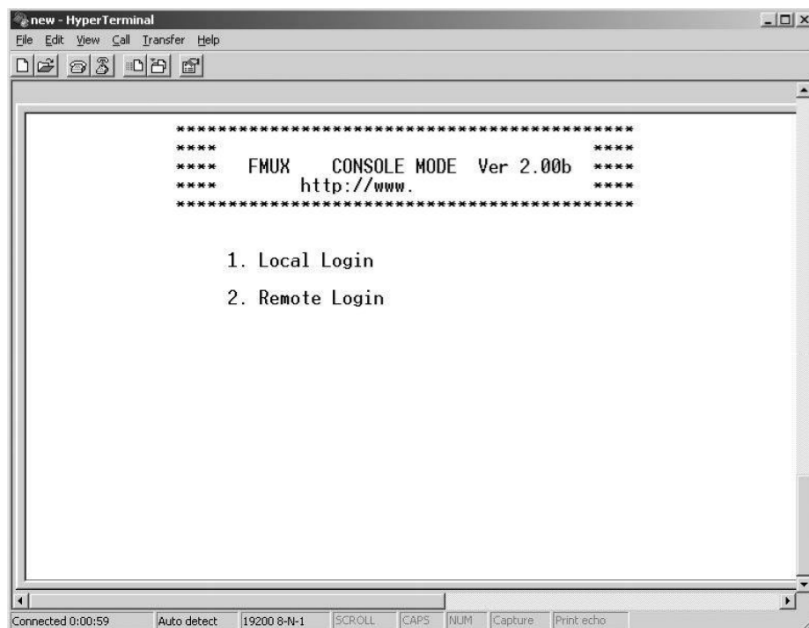 new - HyperTerminal
File Edit View Call Transfer Help
********************************************
**** ****
**** FMUX CONSOLE MODE Ver 2.00b ****
**** http://www. ****
********************************************
1. Local Login
2. Remote Login
Connected 0:00:59 Auto detect 19200 8-N-1 SCROLL CAPS NUM Capture Print echo